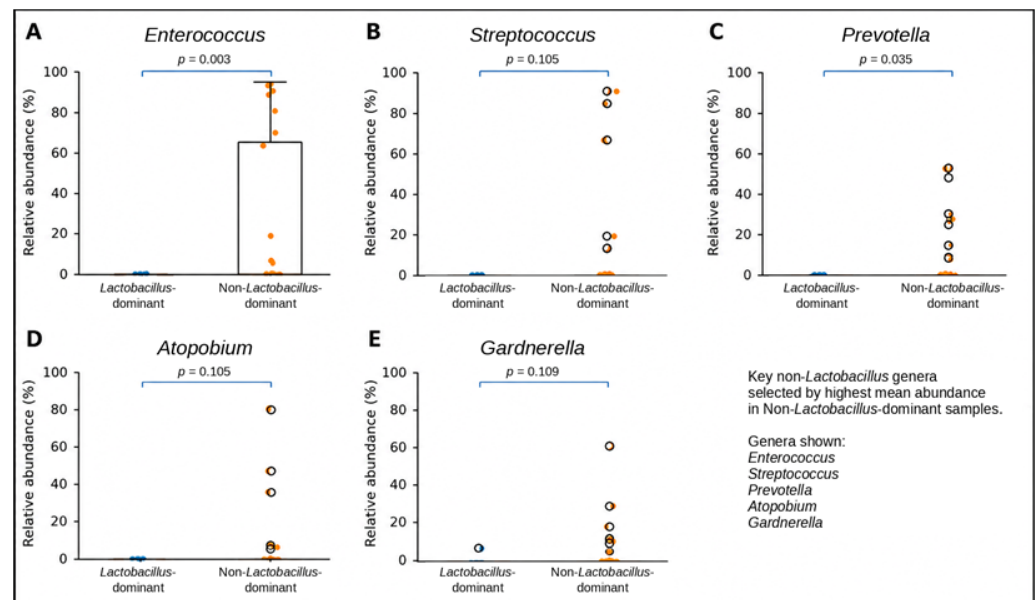 A
Enterococcus
p = 0.003
Relative abundance (%)
100
80
60
40
20
0
Lactobacillus-
dominant
Non-Lactobacillus-
dominant
B
Streptococcus
p = 0.105
Relative abundance (%)
100
80
60
40
20
0
Lactobacillus-
dominant
Non-Lactobacillus-
dominant
C
Prevotella
p = 0.035
Relative abundance (%)
100
80
60
40
20
0
Lactobacillus-
dominant
Non-Lactobacillus-
dominant
D
Atopobium
p = 0.105
Relative abundance (%)
100
80
60
40
20
0
Lactobacillus-
dominant
Non-Lactobacillus-
dominant
E
Gardnerella
p = 0.109
Relative abundance (%)
100
80
60
40
20
0
Lactobacillus-
dominant
Non-Lactobacillus-
dominant
Key non-Lactobacillus genera
selected by highest mean abundance
in Non-Lactobacillus-dominant samples.
Genera shown:
Enterococcus
Streptococcus
Prevotella
Atopobium
Gardnerella